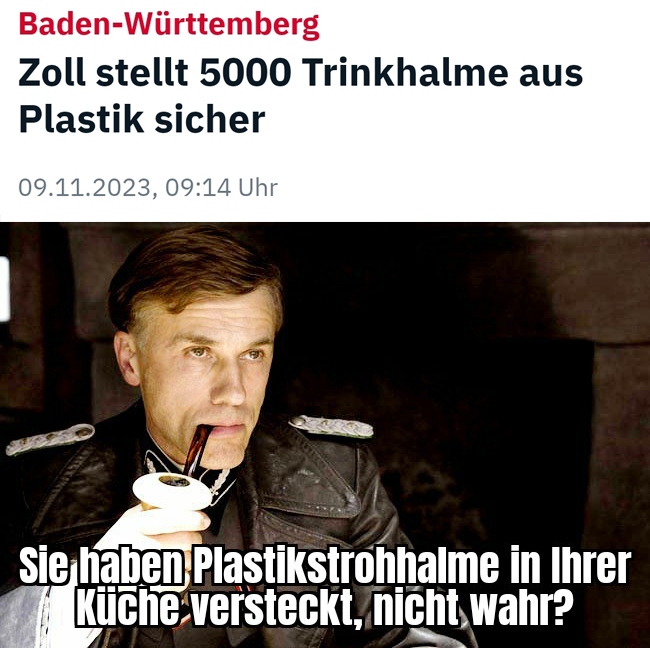 Baden-Württemberg
Zoll stellt 5000 Trinkhalme aus
Plastik sicher
09.11.2023, 09:14 Uhr
Sie haben Plastikstrohhalme in Ihrer
Küche versteckt, nicht wahr?